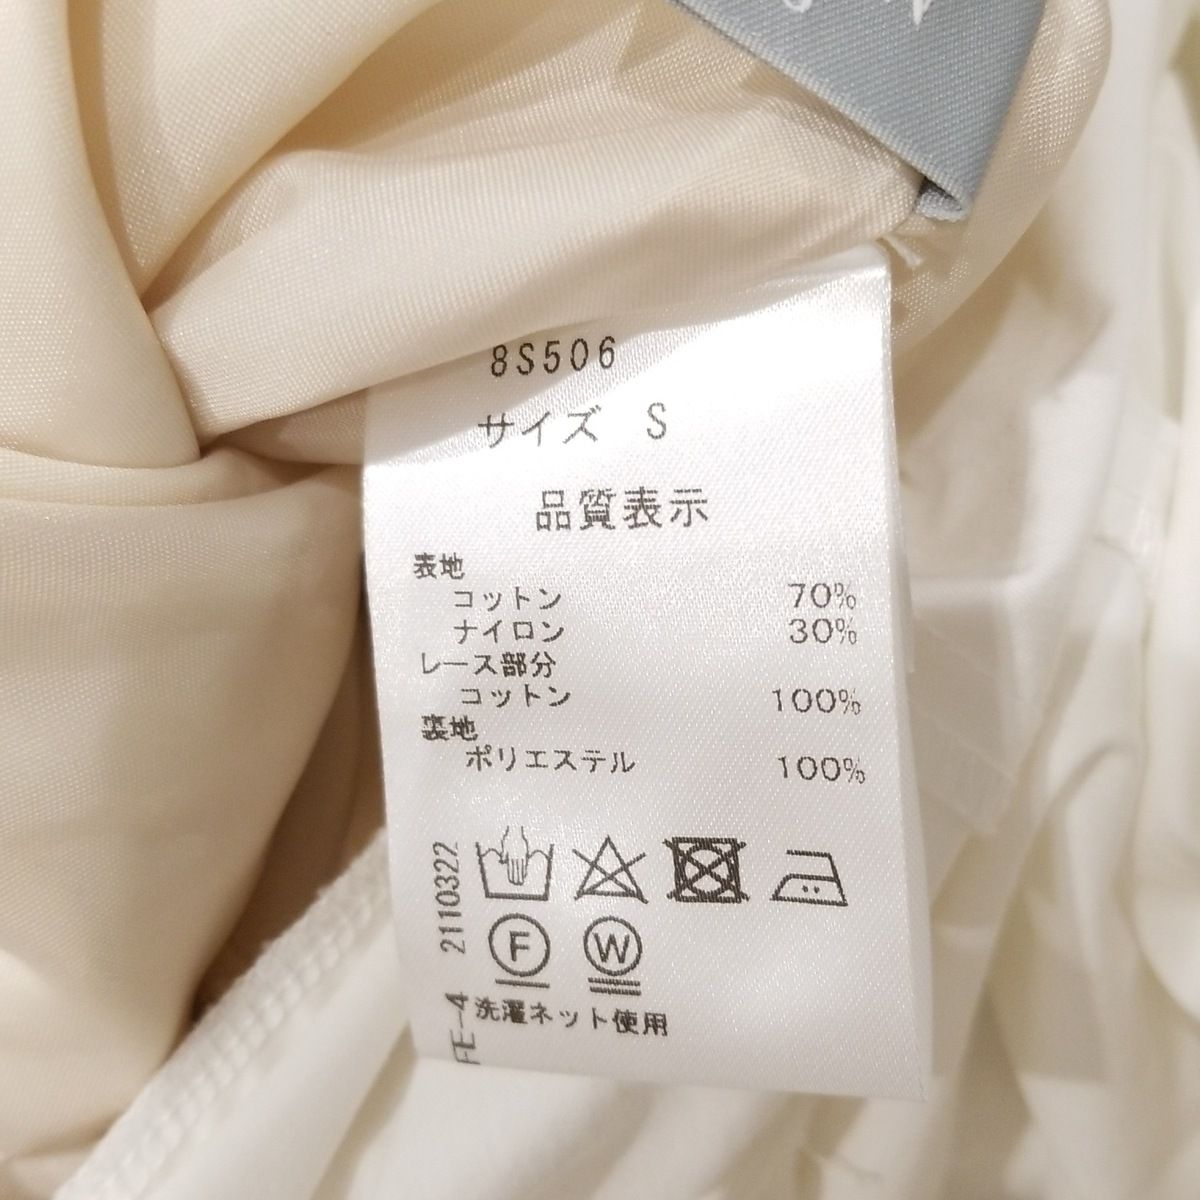 8S506
サイズ S
品質表示
表地
コットン 70%
ナイロン 30%
レース部分
コットン 100%
裏地
ポリエステル 100%
2110322
F
W
FE-4
洗濯ネット使用